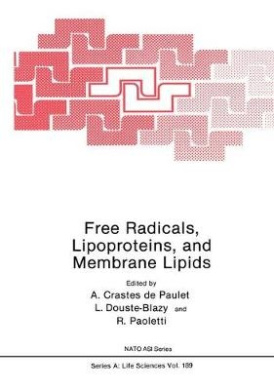 Free Radicals,
Lipoproteins, and
Membrane Lipids
Edited by
A. Crastes de Paulet
L. Douste-Blazy and
R. Paoletti
NATO ASI Series
Series A: Life Sciences Vol. 189